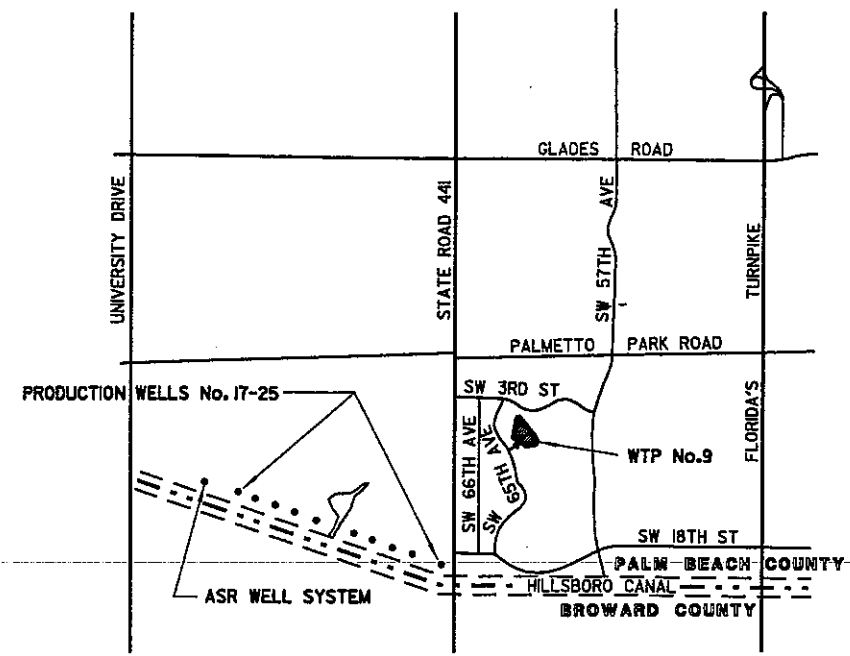 GLADES ROAD
UNIVERSITY DRIVE
STATE ROAD 441
SW 57TH AVE
TURNPIKE
PALMETTO PARK ROAD
PRODUCTION WELLS No. 17-25
SW 3RD ST
SW 66TH AVE
SW 65TH AVE
WTP No.9
FLORIDA'S
SW 18TH ST
PALM BEACH COUNTY
HILLSBORO CANAL
ASR WELL SYSTEM
BROWARD COUNTY